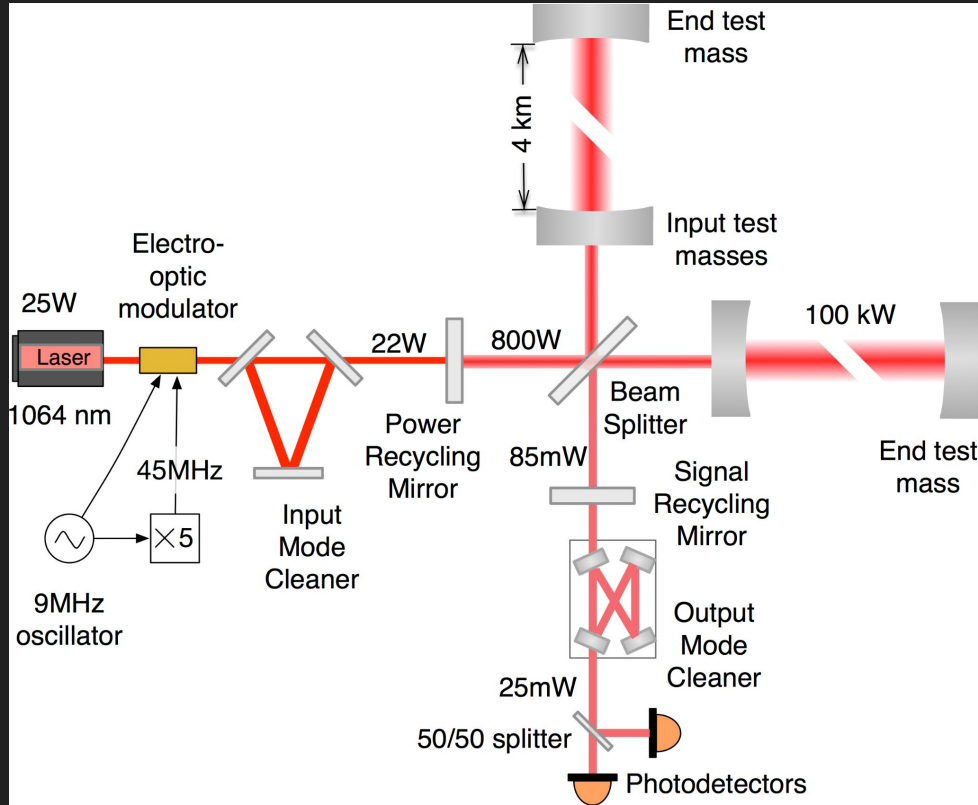 End test
mass
4 km
Input test
masses
Electro-
optic
modulator
25W
Laser
1064 nm
22W
800W
100 kW
Power
Recycling
Mirror
Beam
Splitter
End test
mass
45MHz
×5
9MHz
oscillator
Input
Mode
Cleaner
85mW
Signal
Recycling
Mirror
Output
Mode
Cleaner
25mW
50/50 splitter
Photodetectors